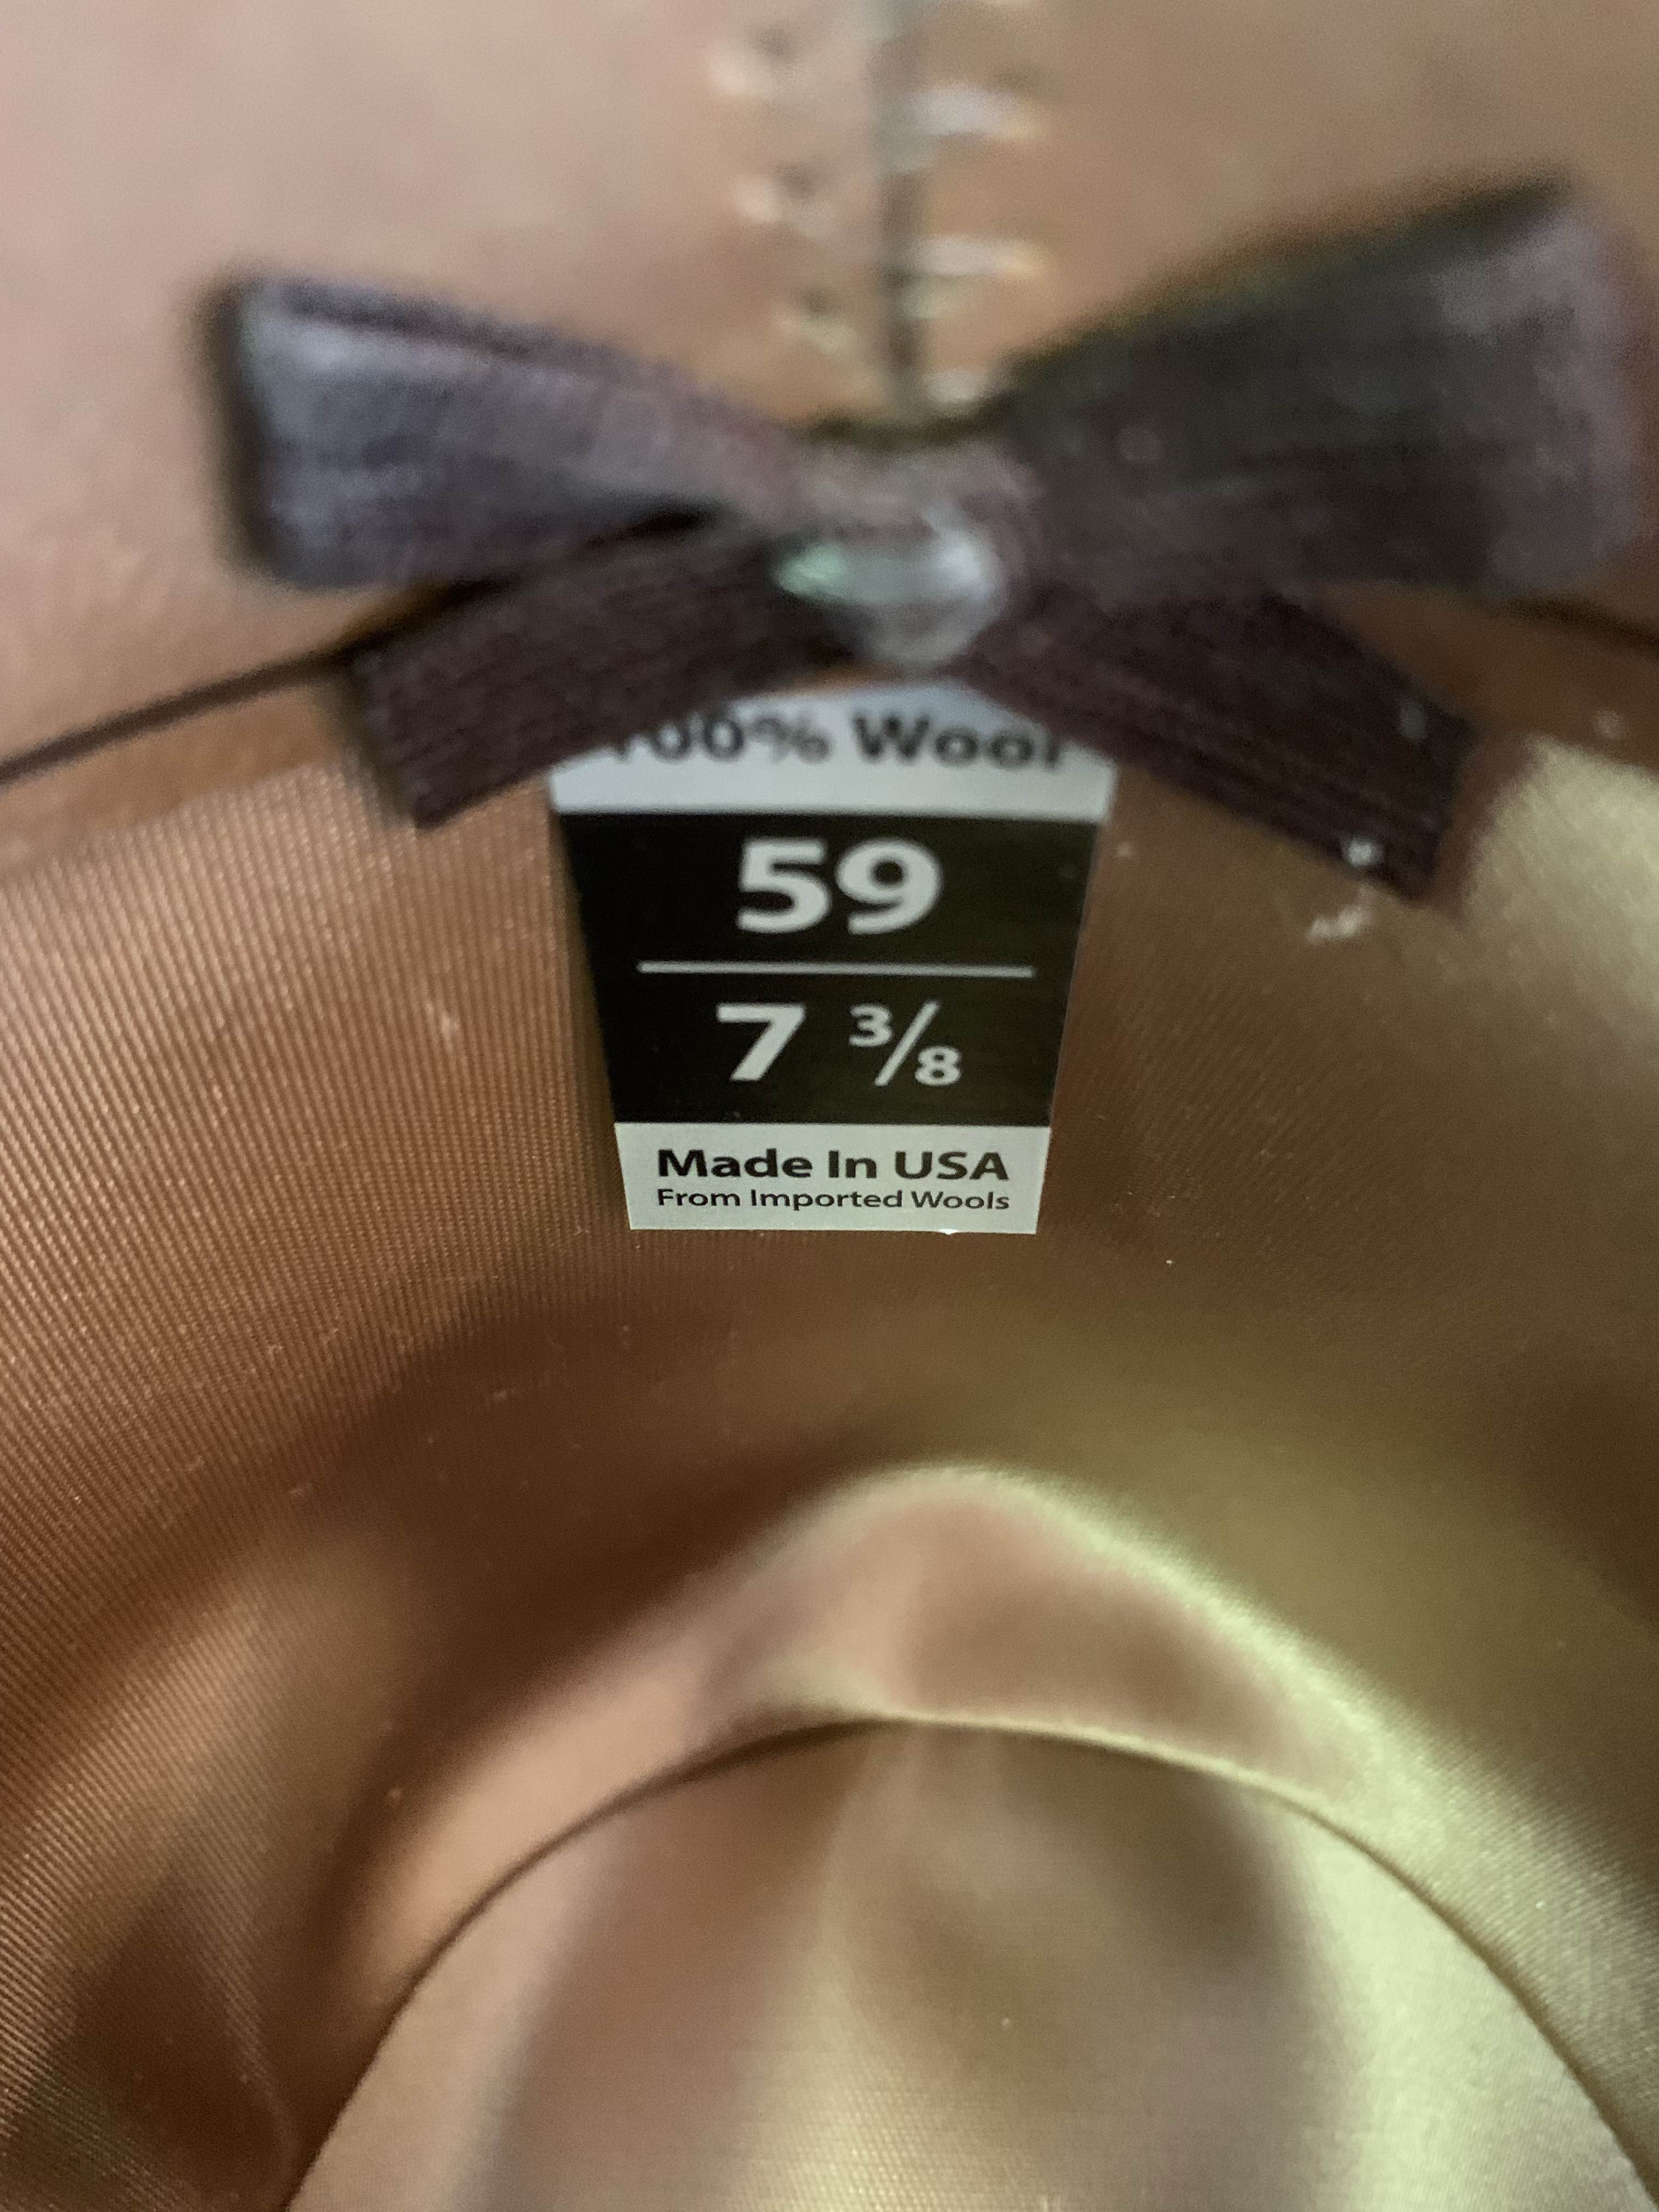 100% Wool
59
7 3/8
Made In USA
From Imported Wools